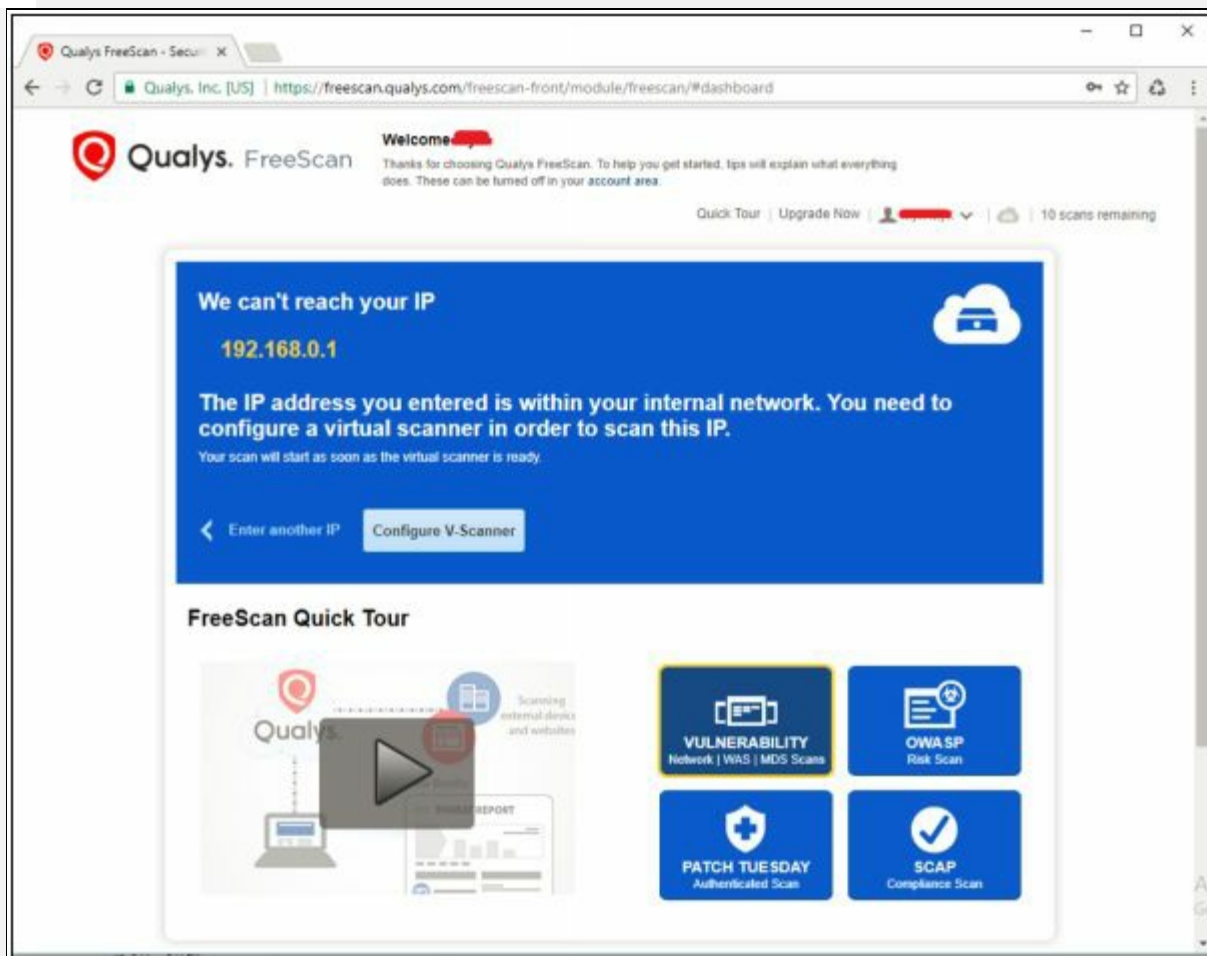 Qualys FreeScan - Secur
Qualys, Inc. [US] | https://freescan.qualys.com/freescan-front/module/freescan/#dashboard
Qualys. FreeScan
Welcome
Thanks for choosing Qualys FreeScan. To help you get started, tips will explain what everything
does. These can be turned off in your account area.
Quick Tour | Upgrade Now | 10 scans remaining
We can't reach your IP
192.168.0.1
The IP address you entered is within your internal network. You need to
configure a virtual scanner in order to scan this IP.
Your scan will start as soon as the virtual scanner is ready.
Enter another IP
Configure V-Scanner
FreeScan Quick Tour
Qualys.
Scanning
external device
and websites
REPORT
VULNERABILITY
Network | WAS | MDS Scans
OWASP
Risk Scan
PATCH TUESDAY
Authenticated Scan
SCAP
Compliance Scan